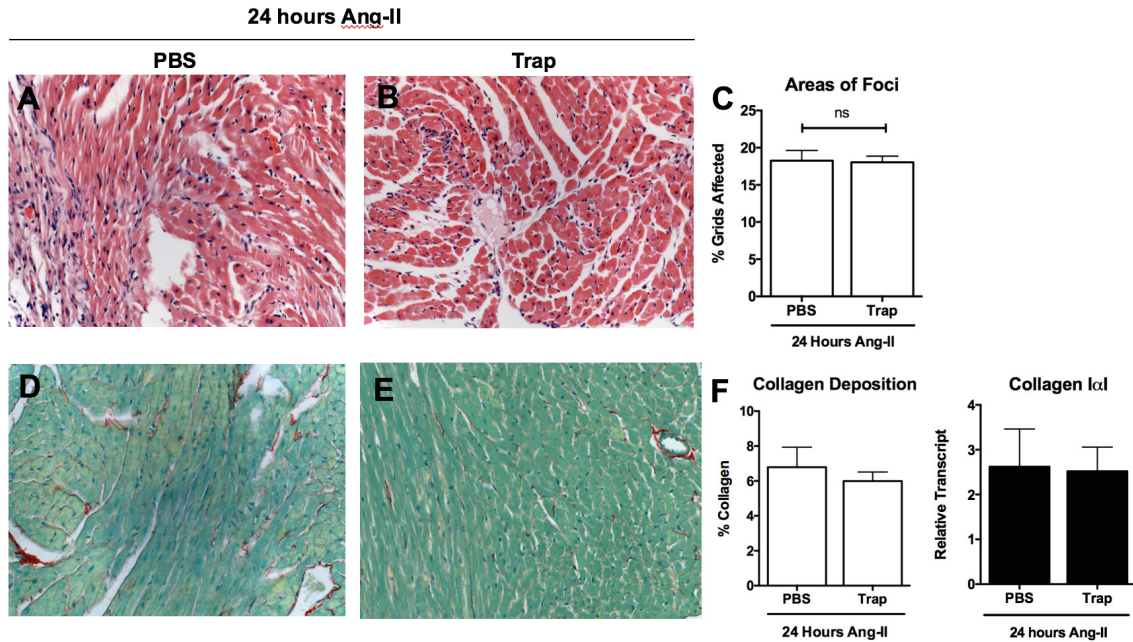 24 hours Ang-II
PBS
Trap
A
B
C
Areas of Foci
25
20
15
10
5
0
% Grids Affected
ns
PBS
Trap
24 Hours Ang-II
D
E
F
Collagen Deposition
10
8
6
4
2
0
% Collagen
PBS
Trap
24 Hours Ang-II
Collagen IαI
4
3
2
1
0
Relative Transcript
PBS
Trap
24 hours Ang-II